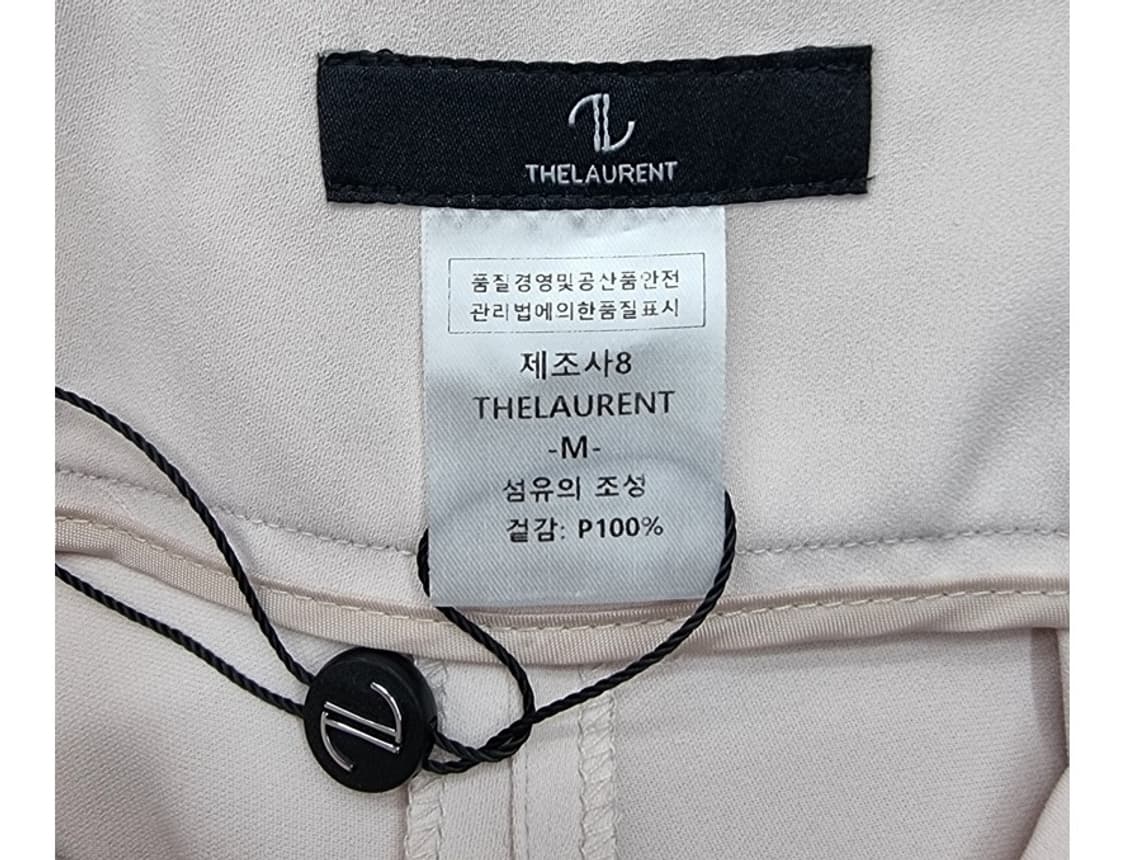 THELAURENT
품질경영및공산품안전
관리법에의한품질표시
제조사8
THELAURENT
-M-
섬유의 조성
겉감: P100%